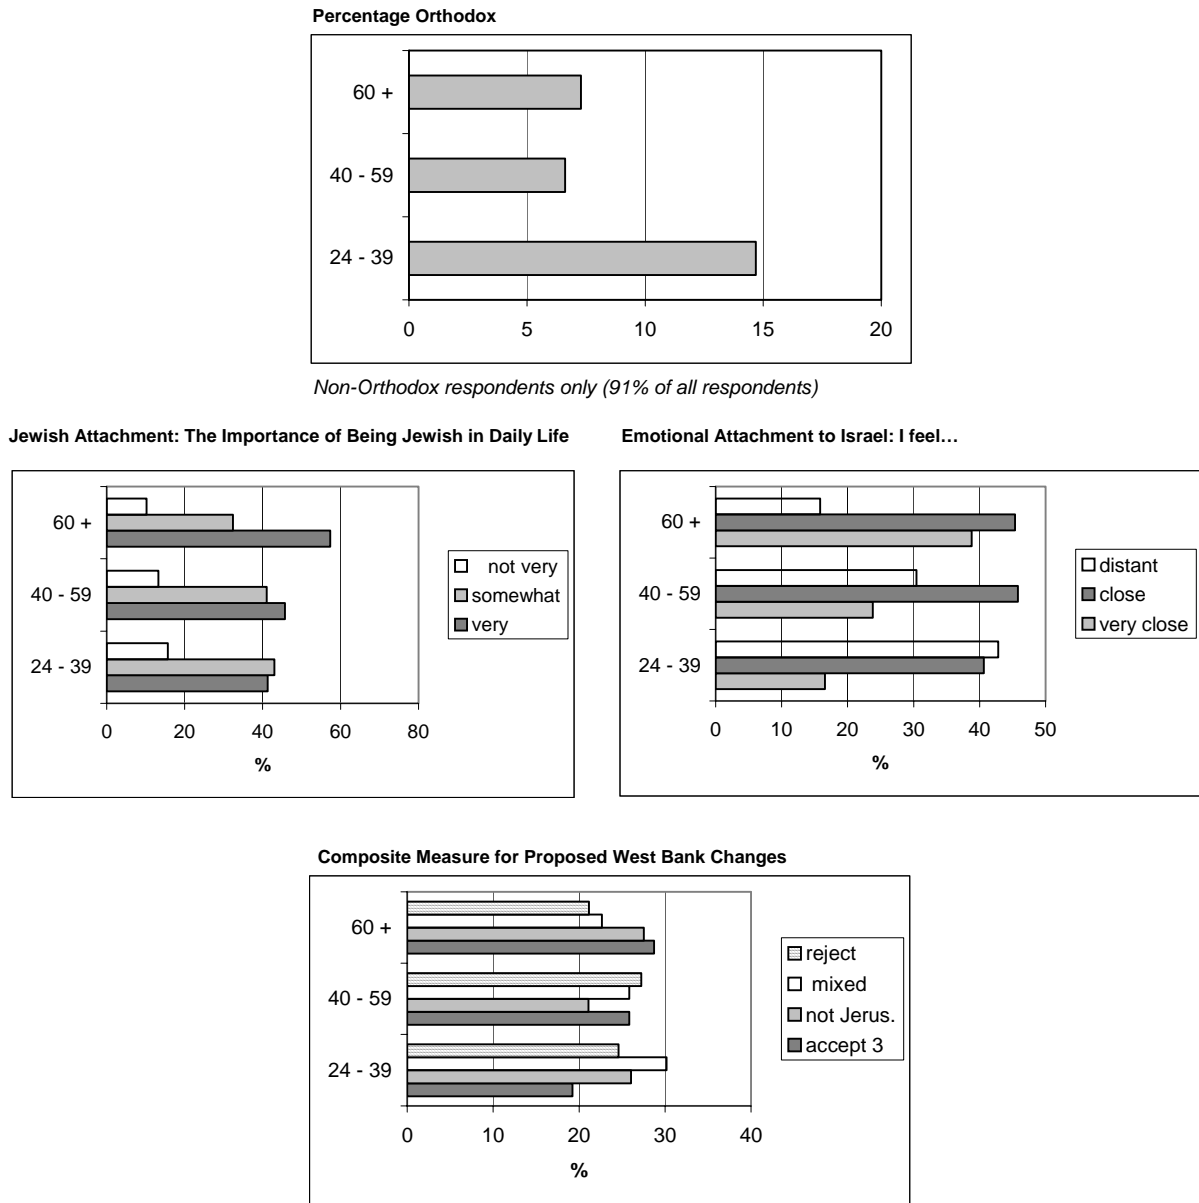 Percentage Orthodox
60 +
40 - 59
24 - 39
0 5 10 15 20
Non-Orthodox respondents only (91% of all respondents)
Jewish Attachment: The Importance of Being Jewish in Daily Life
60 +
40 - 59
24 - 39
0 20 40 60 80
%
not very
somewhat
very
Emotional Attachment to Israel: I feel…
60 +
40 - 59
24 - 39
0 10 20 30 40 50
%
distant
close
very close
Composite Measure for Proposed West Bank Changes
60 +
40 - 59
24 - 39
0 10 20 30 40
%
reject
mixed
not Jerus.
accept 3